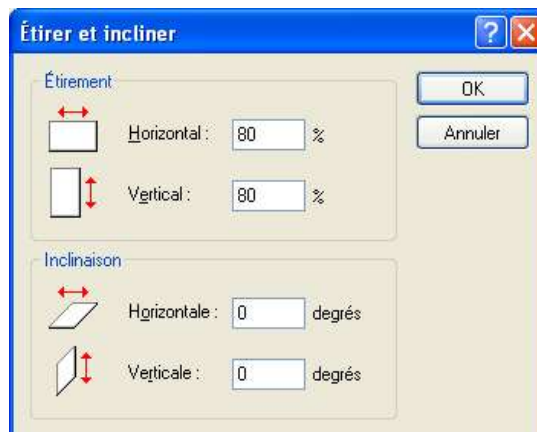 Étirer et incliner
Étirement
Horizontal : 80 %
Vertical : 80 %
OK
Annuler
Inclinaison
Horizontale : 0 degrés
Verticale : 0 degrés